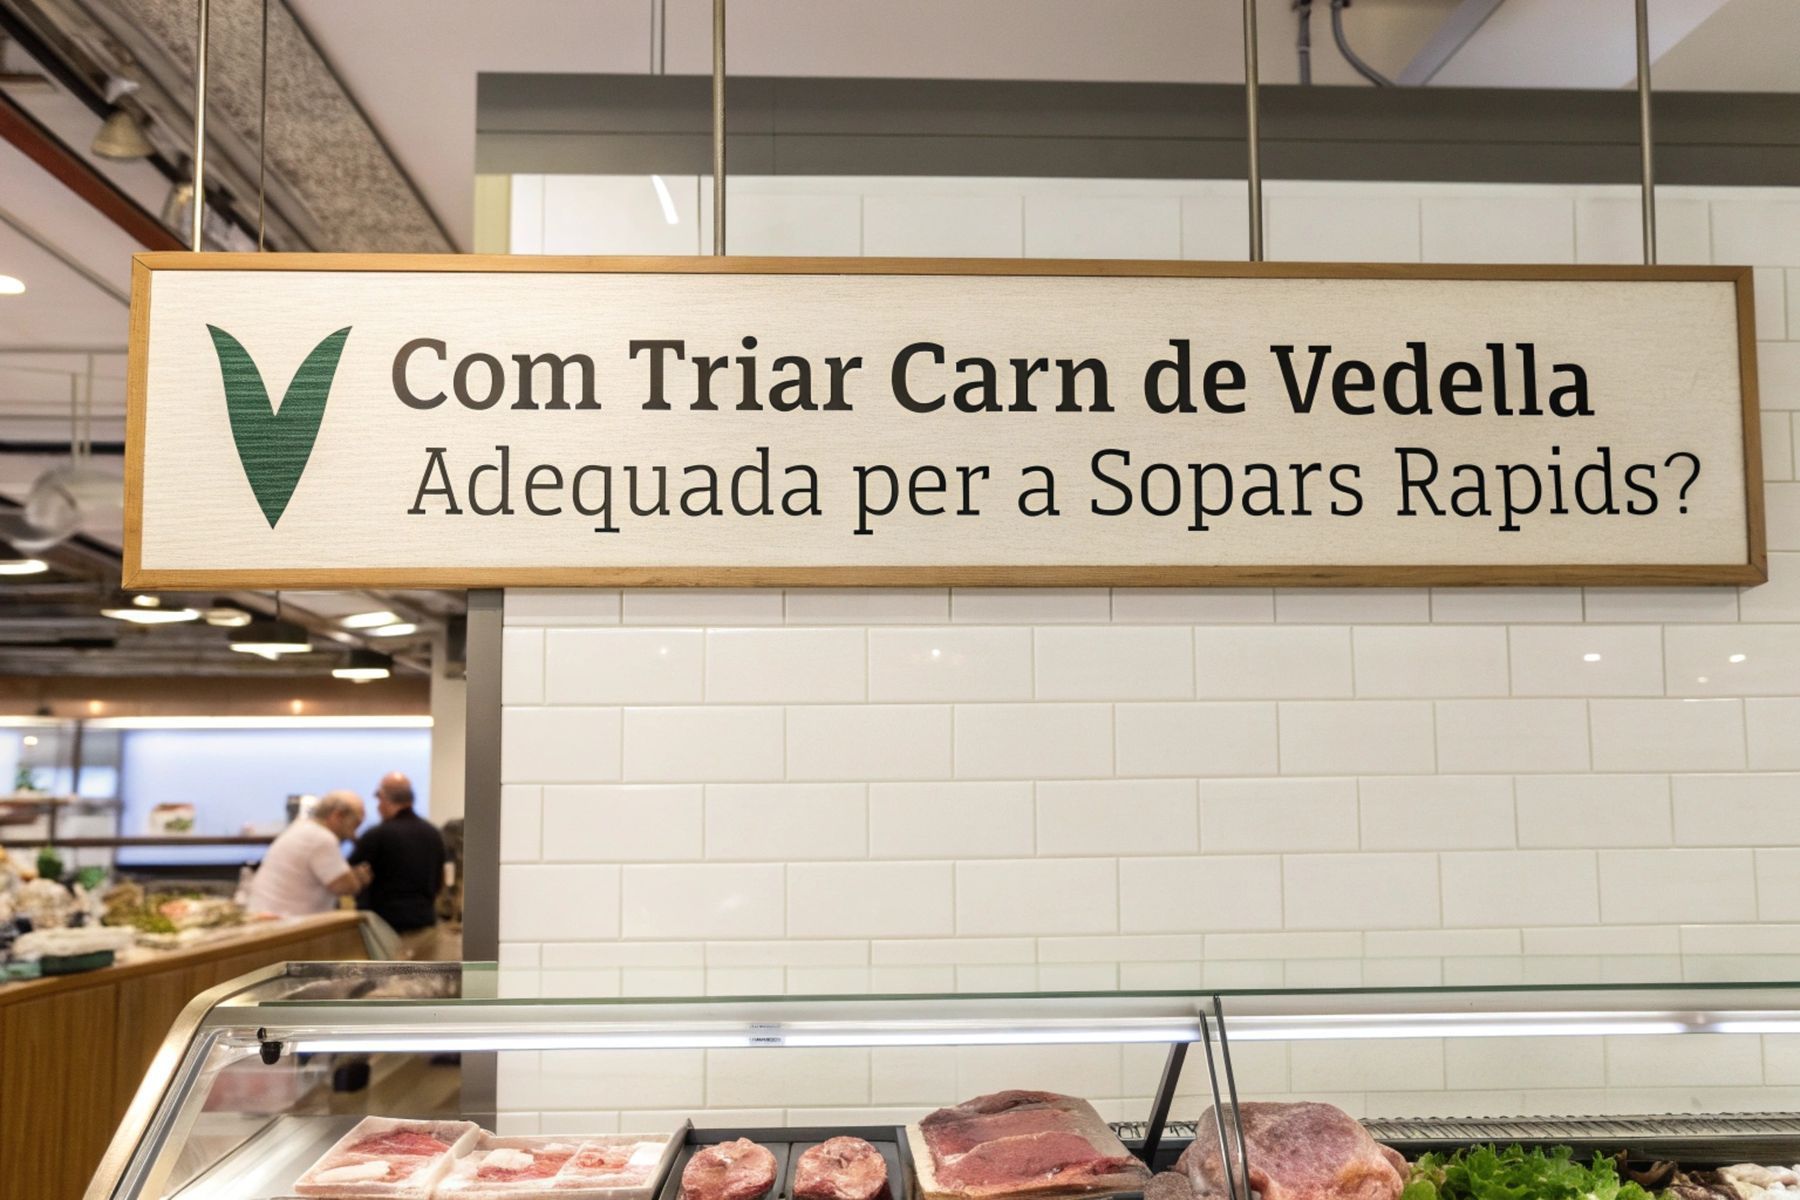 Com Triar Carn de Vedella
Adequada per a Sopars Rapids?